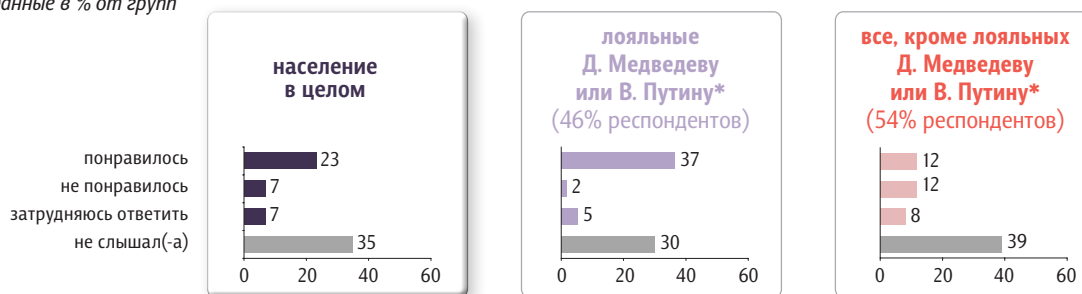 данные в % от групп
население
в целом
понравилось
не понравилось
затрудняюсь ответить
не слышал(-а)
23
7
7
35
0 20 40 60
лояльные
Д. Медведеву
или В. Путину*
(46% респондентов)
37
2
5
30
0 20 40 60
все, кроме лояльных
Д. Медведеву
или В. Путину*
(54% респондентов)
12
12
8
39
0 20 40 60